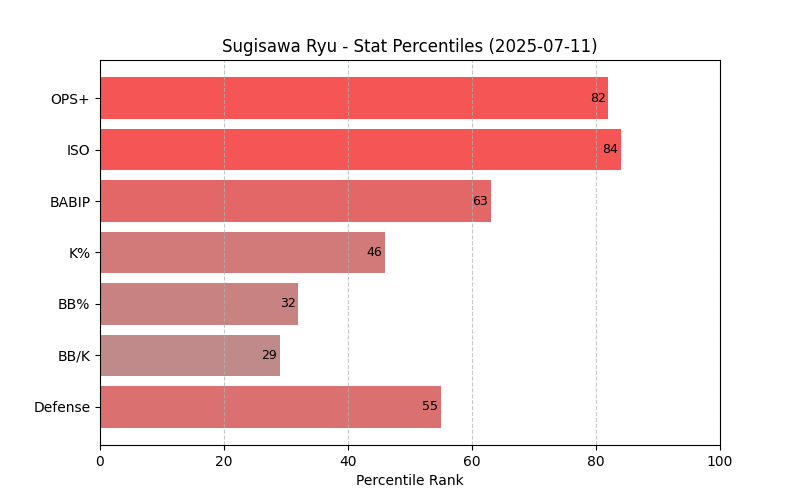 Sugisawa Ryu - Stat Percentiles (2025-07-11)
OPS+
82
ISO
84
BABIP
63
K%
46
BB%
32
BB/K
29
Defense
55
0 20 40 60 80 100
Percentile Rank